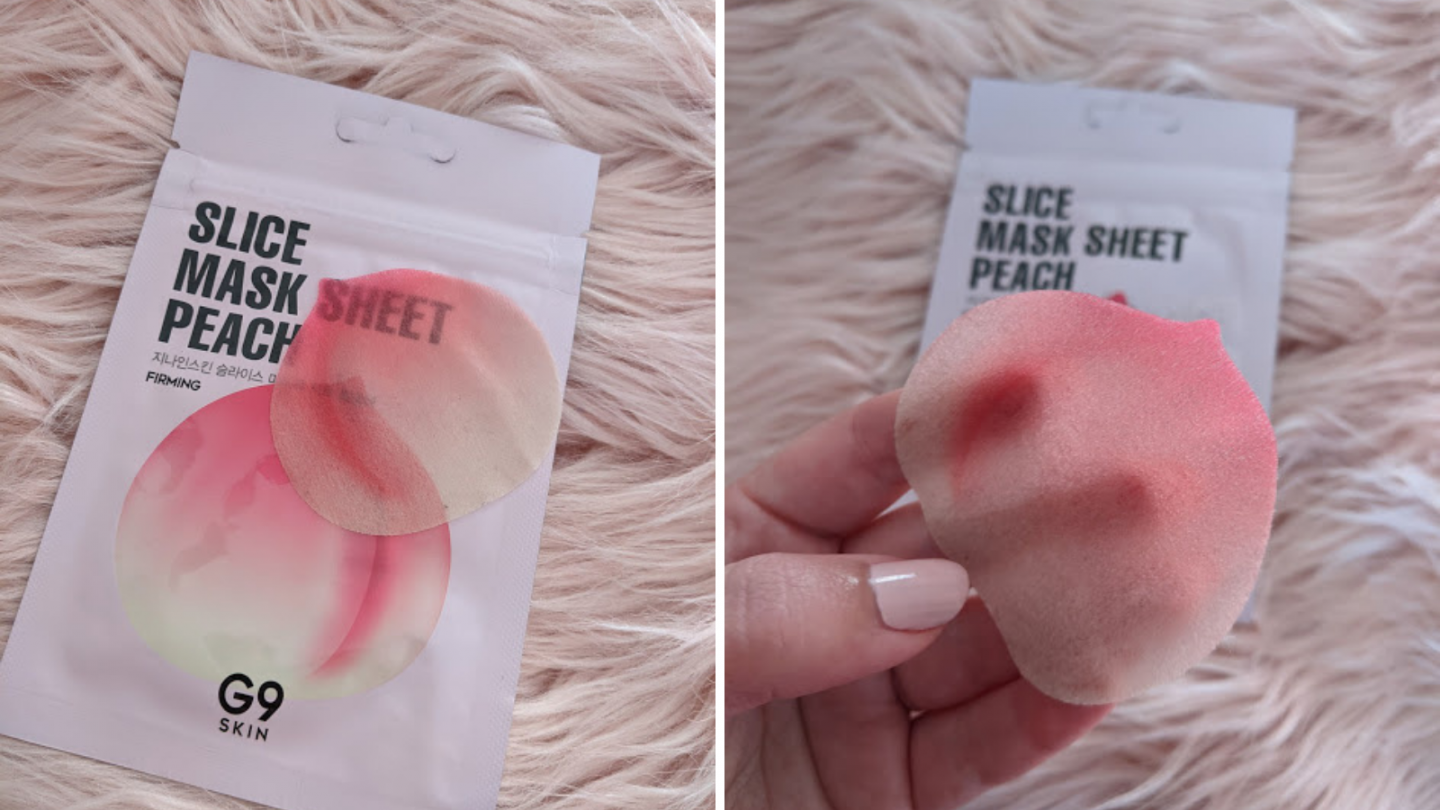 SLICE
MASK SHEET
PEACH
지나인스킨 슬라이스
FIRMING
G9
SKIN
SLICE
MASK SHEET
PEACH